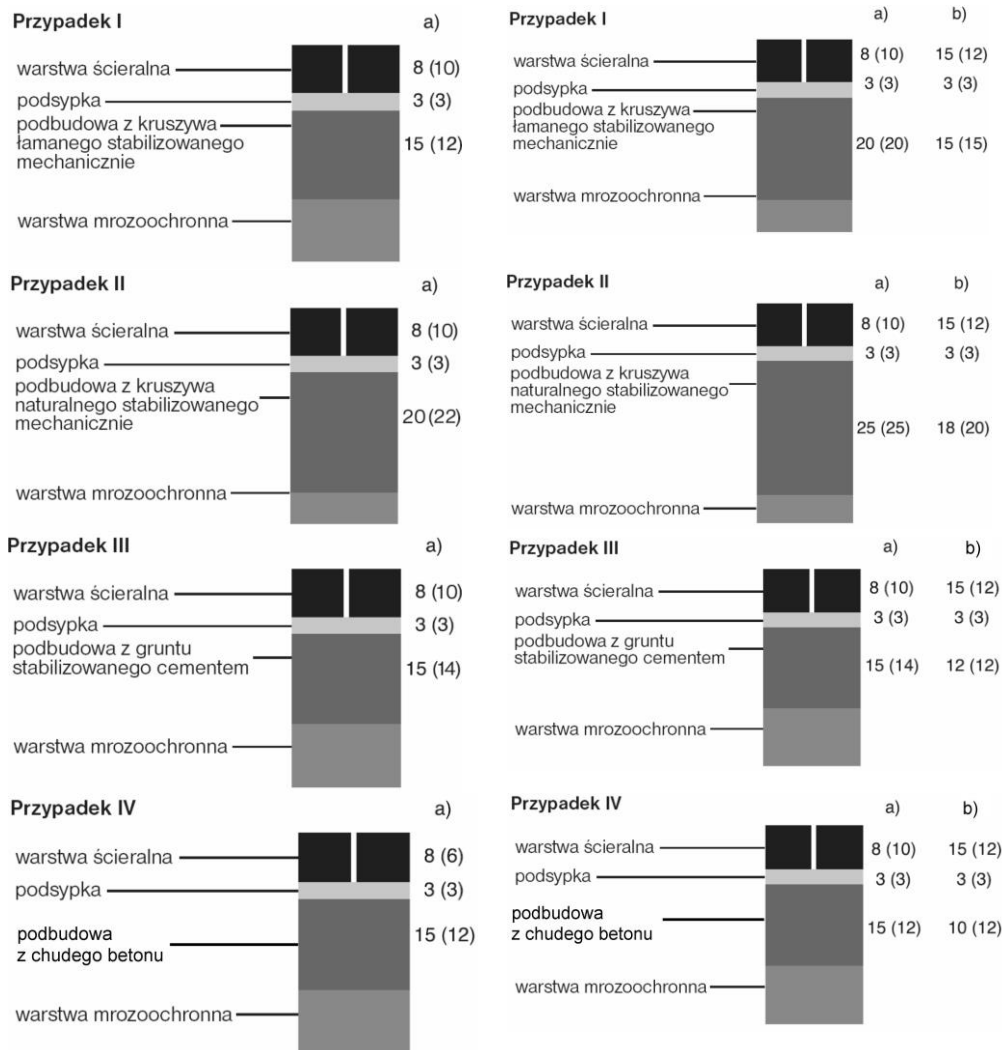 Przypadek I a)
warstwa ścieralna 8 (10)
podsypka 3 (3)
podbudowa z kruszywa
łamanego stabilizowanego 15 (12)
mechanicznie
warstwa mrozoochronna
Przypadek II a)
warstwa ścieralna 8 (10)
podsypka 3 (3)
podbudowa z kruszywa
naturalnego stabilizowanego
mechanicznie 20 (22)
warstwa mrozoochronna
Przypadek III a)
warstwa ścieralna 8 (10)
podsypka 3 (3)
podbudowa z gruntu
stabilizowanego cementem 15 (14)
warstwa mrozoochronna
Przypadek IV a)
warstwa ścieralna 8 (6)
podsypka 3 (3)
podbudowa 15 (12)
z chudego betonu
warstwa mrozoochronna
Przypadek I a) b)
warstwa ścieralna 8 (10) 15 (12)
podsypka 3 (3) 3 (3)
podbudowa z kruszywa
łamanego stabilizowanego
mechanicznie 20 (20) 15 (15)
warstwa mrozoochronna
Przypadek II a) b)
warstwa ścieralna 8 (10) 15 (12)
podsypka 3 (3) 3 (3)
podbudowa z kruszywa
naturalnego stabilizowanego
mechanicznie
25 (25) 18 (20)
warstwa mrozoochronna
Przypadek III a) b)
warstwa ścieralna 8 (10) 15 (12)
podsypka 3 (3) 3 (3)
podbudowa z gruntu
stabilizowanego cementem 15 (14) 12 (12)
warstwa mrozoochronna
Przypadek IV a) b)
warstwa ścieralna 8 (10) 15 (12)
podsypka 3 (3) 3 (3)
podbudowa
z chudego betonu 15 (12) 10 (12)
warstwa mrozoochronna